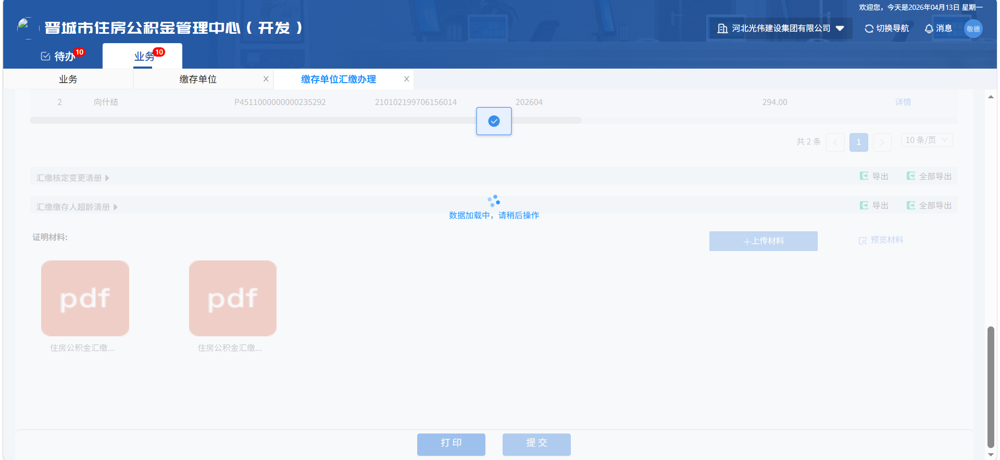 欢迎您，今天是2026年04月13日 星期一
晋城市住房公积金管理中心（开发）
河北光伟建设集团有限公司
切换导航
消息
敬德
待办 10
业务 10
业务
缴存单位
缴存单位汇缴办理
2 向什结 P4511000000000235292 210102199706156014 202604 294.00 详情
共 2 条 1 10 条/页
汇缴核定变更清册 导出 全部导出
汇缴缴存人超龄清册 导出 全部导出
数据加载中，请稍后操作
证明材料:
上传材料
预览材料
pdf pdf
住房公积金汇缴... 住房公积金汇缴...
打 印 提 交